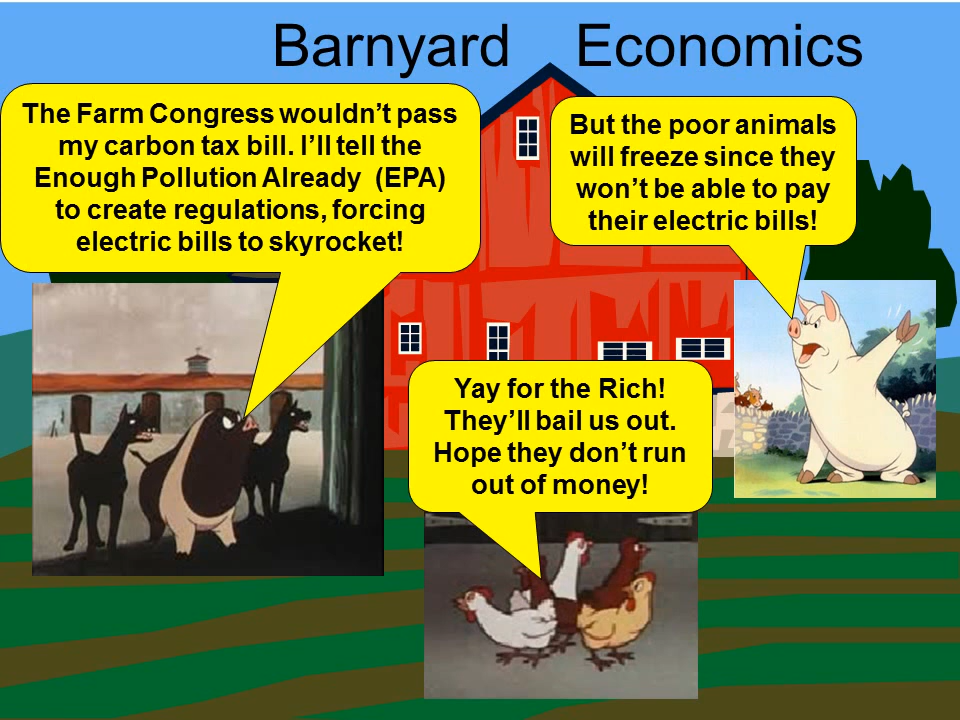 Barnyard Economics
The Farm Congress wouldn’t pass
my carbon tax bill. I’ll tell the
Enough Pollution Already (EPA)
to create regulations, forcing
electric bills to skyrocket!
But the poor animals
will freeze since they
won’t be able to pay
their electric bills!
Yay for the Rich!
They’ll bail us out.
Hope they don’t run
out of money!